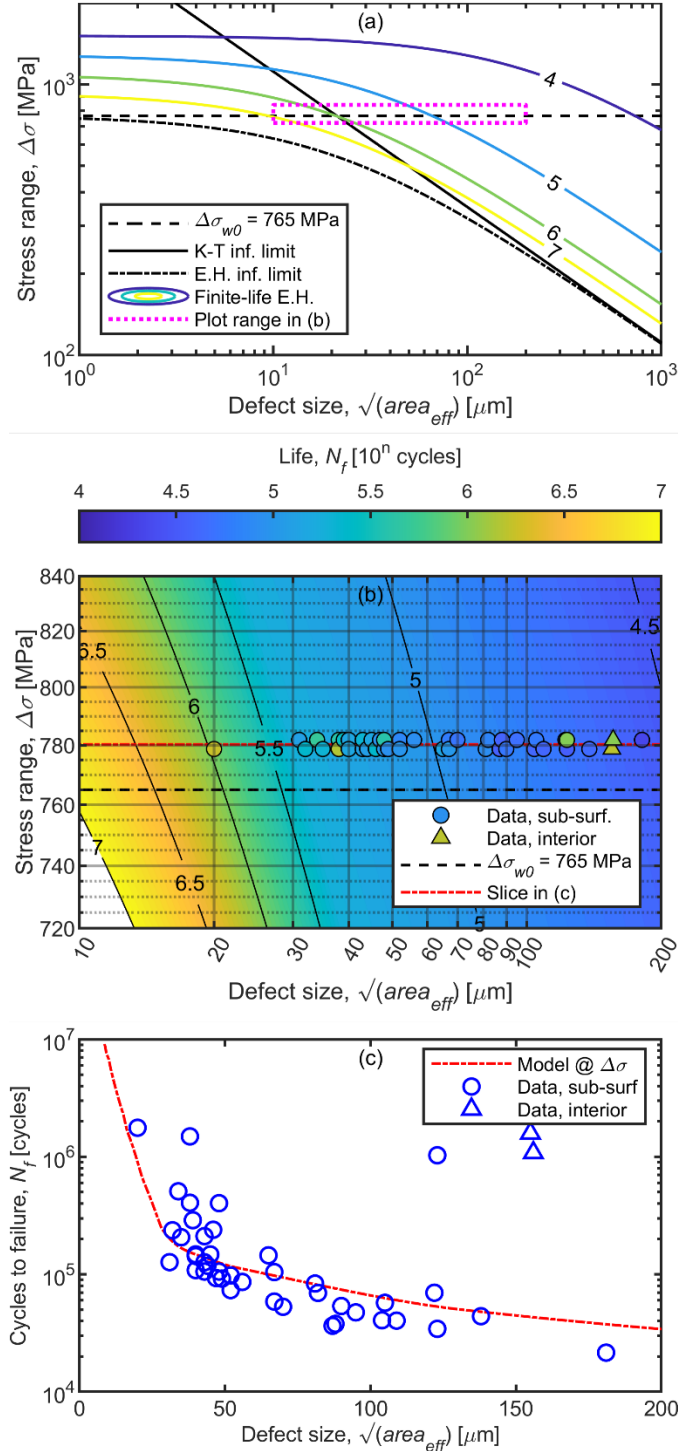 (a)
10³
10²
Stress range, Δσ [MPa]
4
5
6
7
Δσw0 = 765 MPa
K-T inf. limit
E.H. inf. limit
Finite-life E.H.
Plot range in (b)
10⁰ 10¹ 10² 10³
Defect size, √(area_eff) [μm]
Life, N_f [10ⁿ cycles]
4 4.5 5 5.5 6 6.5 7
(b)
840
820
800
780
760
740
720
Stress range, Δσ [MPa]
6.5
6
5.5
5
4.5
7
6.5
5
Data, sub-surf.
Data, interior
Δσw0 = 765 MPa
Slice in (c)
10 20 30 40 50 60 70 80 90 100 200
Defect size, √(area_eff) [μm]
(c)
10⁷
10⁶
10⁵
10⁴
Cycles to failure, N_f [cycles]
Model @ Δσ
Data, sub-surf
Data, interior
0 50 100 150 200
Defect size, √(area_eff) [μm]